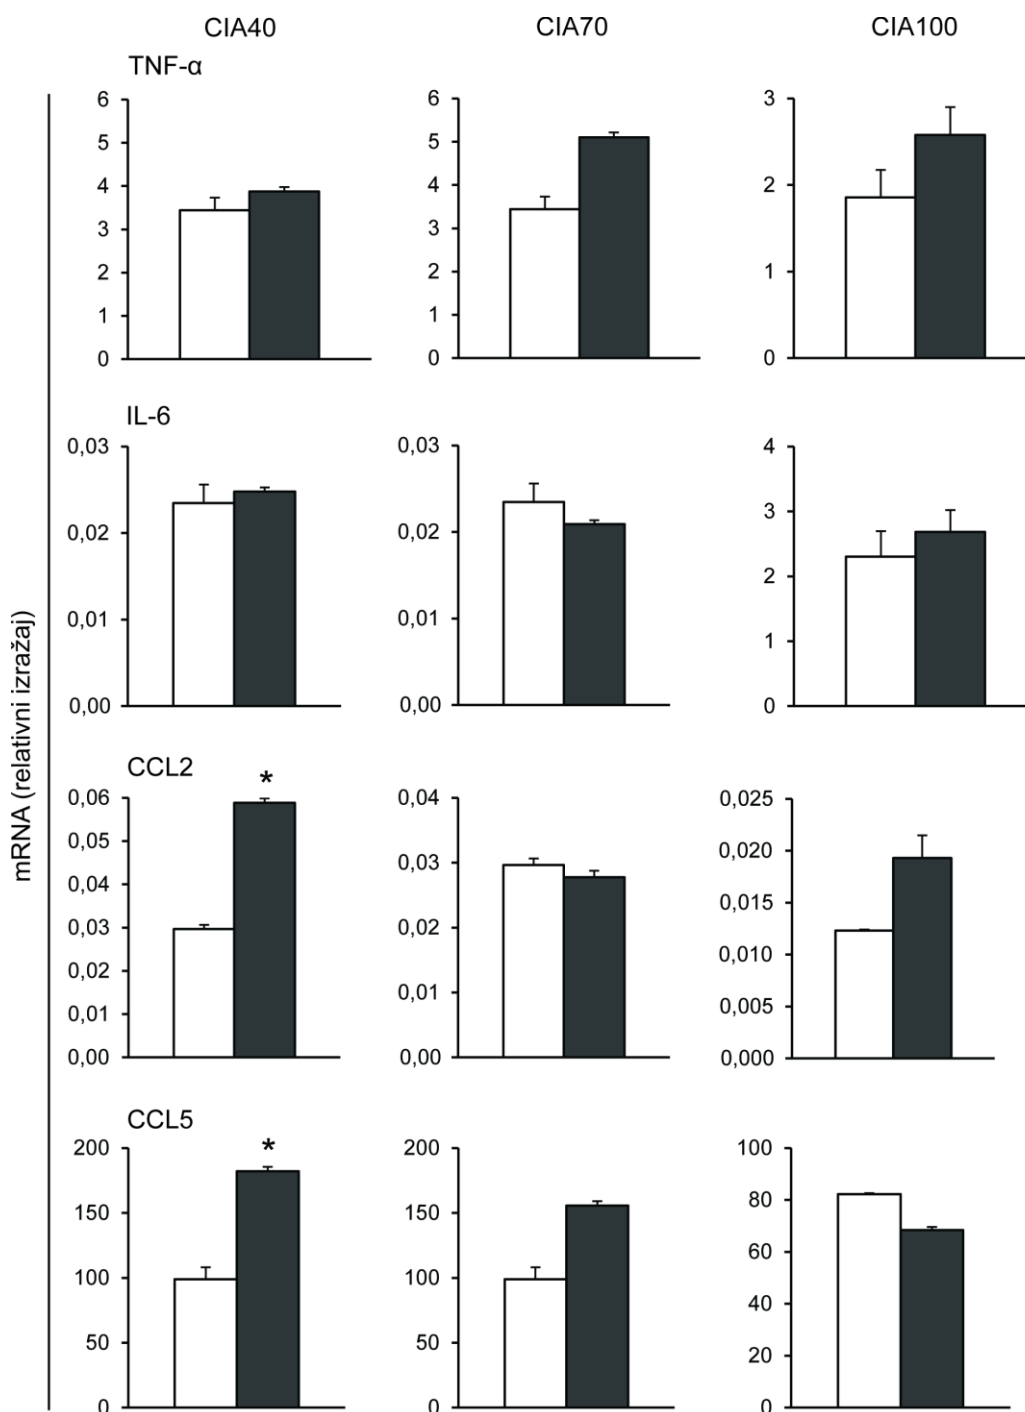 CIA40 CIA70 CIA100
TNF-α
6 6 3
5 5
4 4 2
3 3
2 2 1
1 1
0 0 0
IL-6
0,03 0,03 4
3
0,02 0,02
2
0,01 0,01
1
0,00 0,00 0
mRNA (relativni izražaj)
CCL2
*
0,06 0,04 0,025
0,05
0,020
0,04 0,03
0,015
0,03 0,02
0,010
0,02
0,01
0,01 0,005
0,00 0,00 0,000
CCL5
*
200 200 100
80
150 150
60
100 100
40
50 50
20
0 0 0